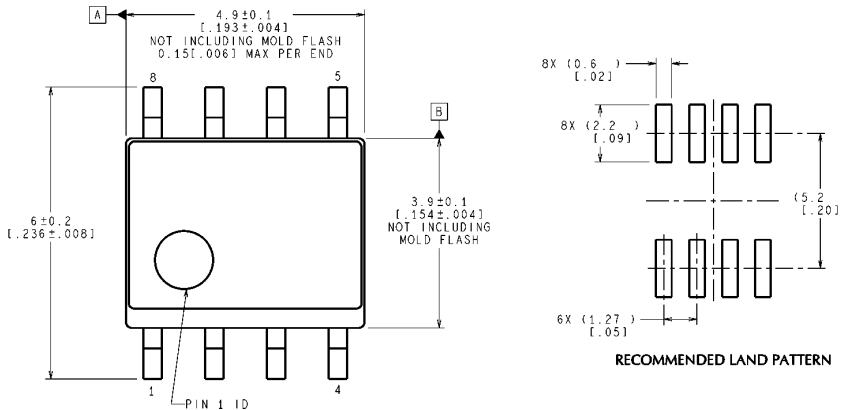 A
4.9±0.1
[.193±.004]
NOT INCLUDING MOLD FLASH
0.15[.006] MAX PER END
8
5
B
6±0.2
[.236±.008]
3.9±0.1
[.154±.004]
NOT INCLUDING
MOLD FLASH
1
4
PIN 1 ID
8X (0.6 )
[.02]
8X (2.2 )
[.09]
(5.2
[.20]
6X (1.27 )
[.05]
RECOMMENDED LAND PATTERN